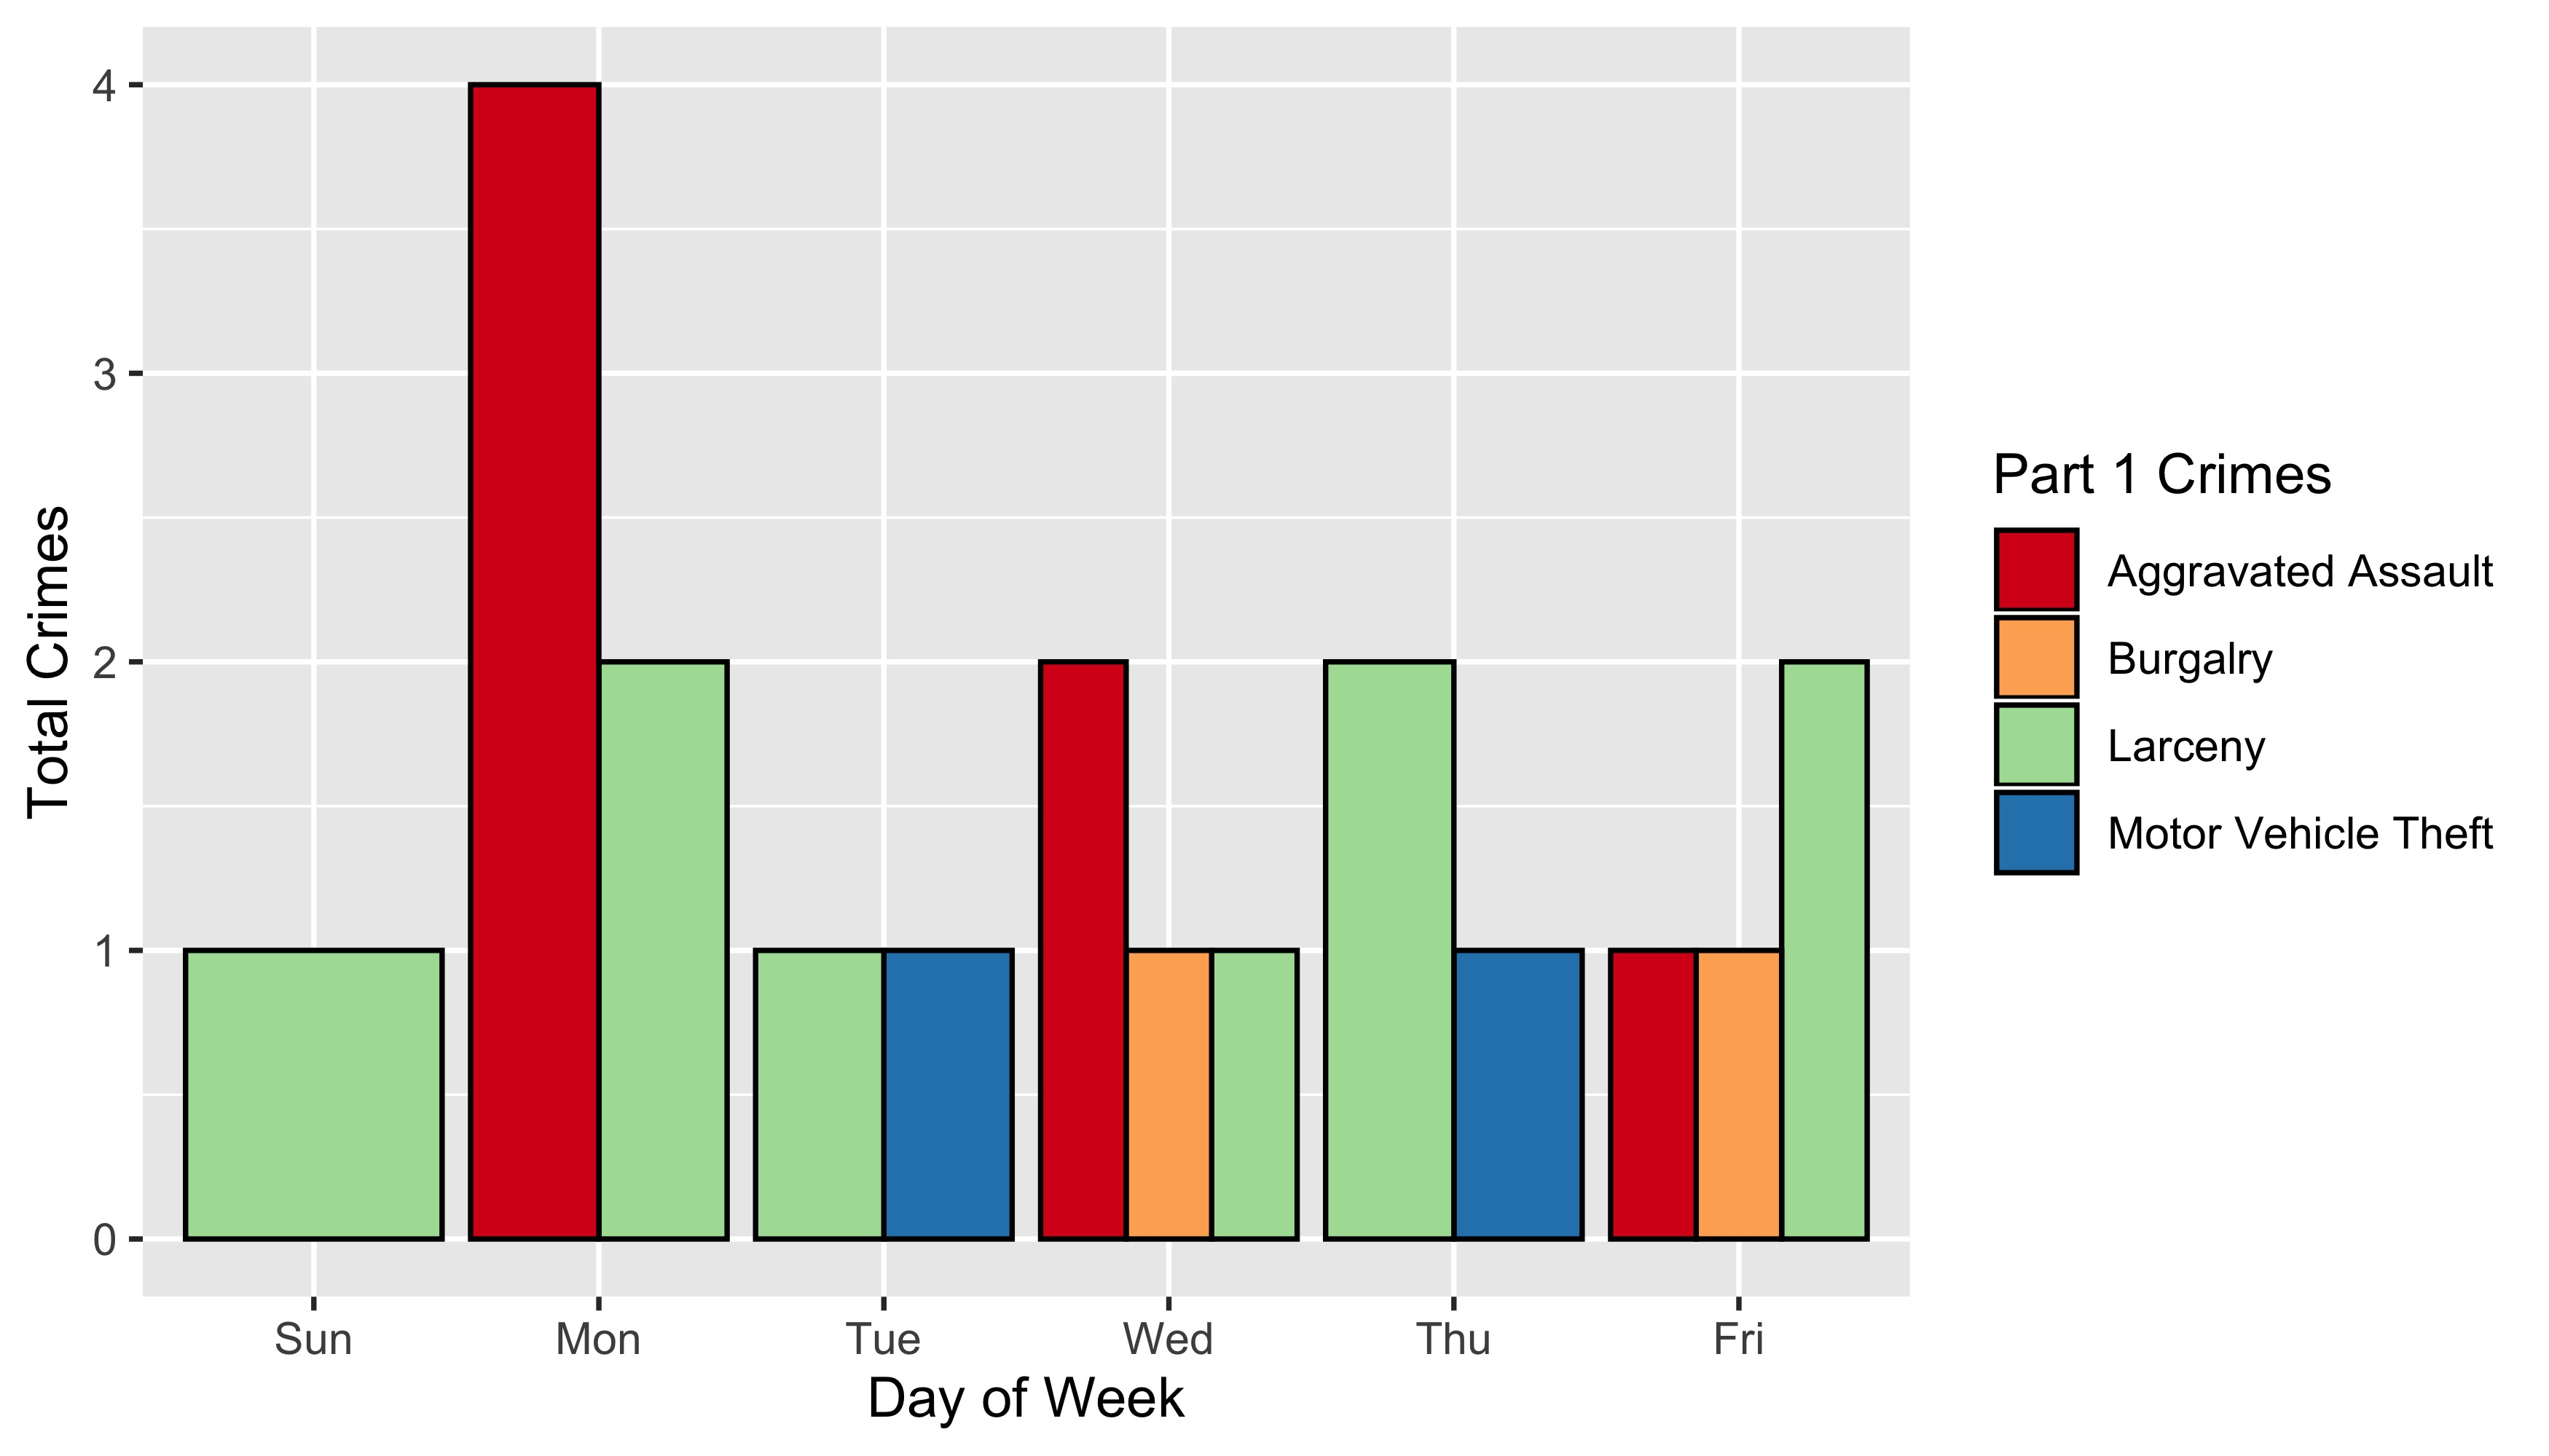 4
3
2
1
0
Total Crimes
Sun Mon Tue Wed Thu Fri
Day of Week
Part 1 Crimes
Aggravated Assault
Burgalry
Larceny
Motor Vehicle Theft